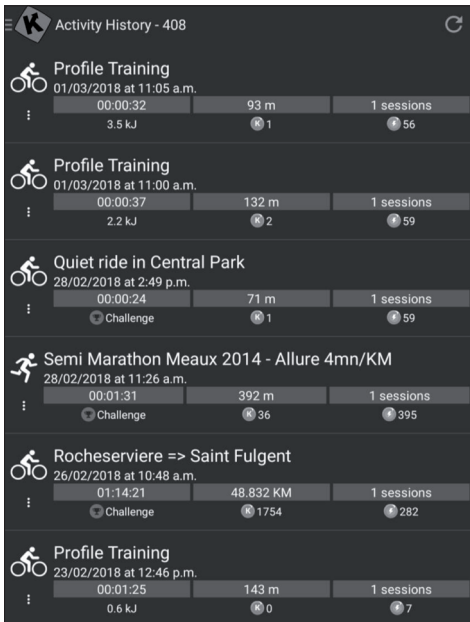 K Activity History - 408
Profile Training
01/03/2018 at 11:05 a.m.
00:00:32 93 m 1 sessions
3.5 kJ K 1 56
Profile Training
01/03/2018 at 11:00 a.m.
00:00:37 132 m 1 sessions
2.2 kJ K 2 59
Quiet ride in Central Park
28/02/2018 at 2:49 p.m.
00:00:24 71 m 1 sessions
Challenge K 1 59
Semi Marathon Meaux 2014 - Allure 4mn/KM
28/02/2018 at 11:26 a.m.
00:01:31 392 m 1 sessions
Challenge K 36 395
Rocheserviere => Saint Fulgent
26/02/2018 at 10:48 a.m.
01:14:21 48.832 KM 1 sessions
Challenge K 1754 282
Profile Training
23/02/2018 at 12:46 p.m.
00:01:25 143 m 1 sessions
0.6 kJ K 0 7